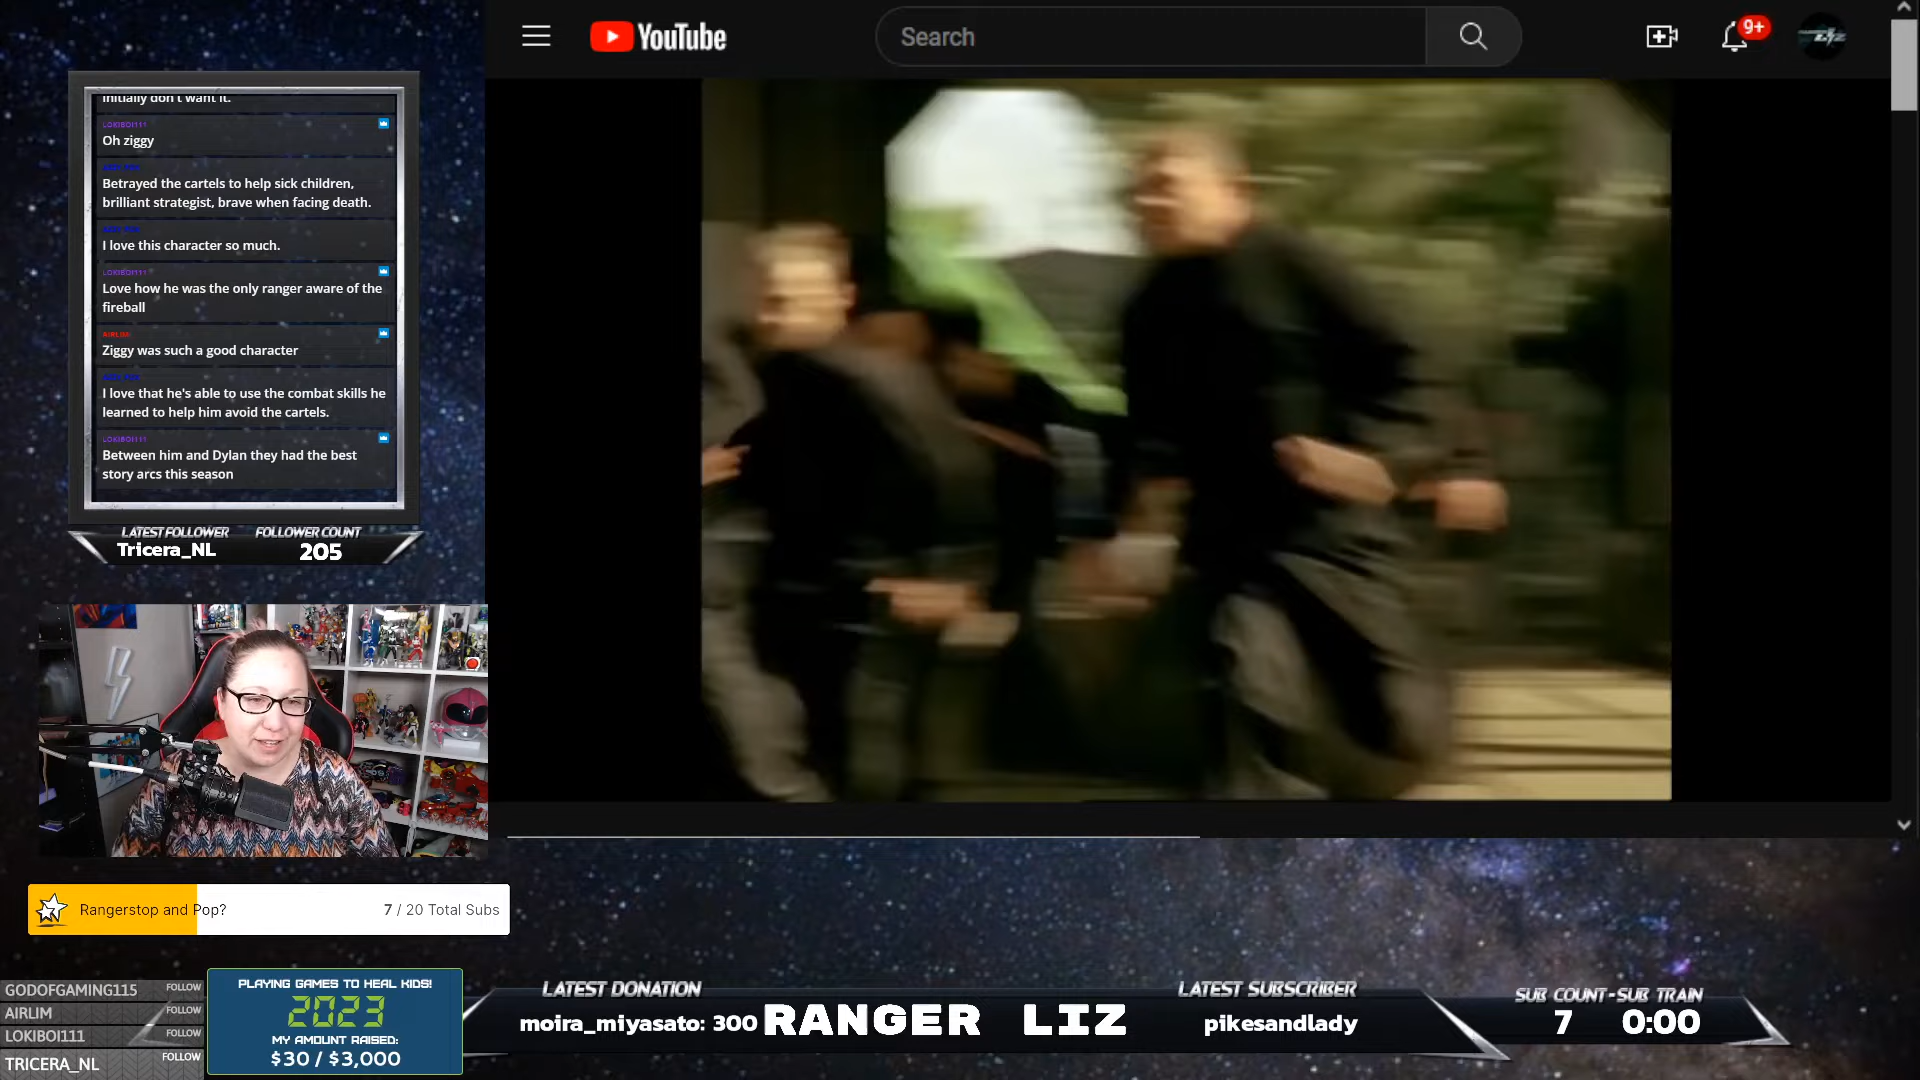 YouTube
Search
9+
initially don't want it.
LOKIBOI111
Oh ziggy
Betrayed the cartels to help sick children,
brilliant strategist, brave when facing death.
I love this character so much.
LOKIBOI111
Love how he was the only ranger aware of the
fireball
AIRLIM
Ziggy was such a good character
I love that he's able to use the combat skills he
learned to help him avoid the cartels.
LOKIBOI111
Between him and Dylan they had the best
story arcs this season
LATEST FOLLOWER FOLLOWER COUNT
Tricera_NL 205
Rangerstop and Pop? 7 / 20 Total Subs
GODOFGAMING115 FOLLOW
AIRLIM FOLLOW
LOKIBOI111 FOLLOW
TRICERA_NL FOLLOW
PLAYING GAMES TO HEAL KIDS!
2023
MY AMOUNT RAISED:
$30 / $3,000
LATEST DONATION
moira_miyasato: 300
RANGER LIZ
LATEST SUBSCRIBER
pikesandlady
SUB COUNT - SUB TRAIN
7 0:00